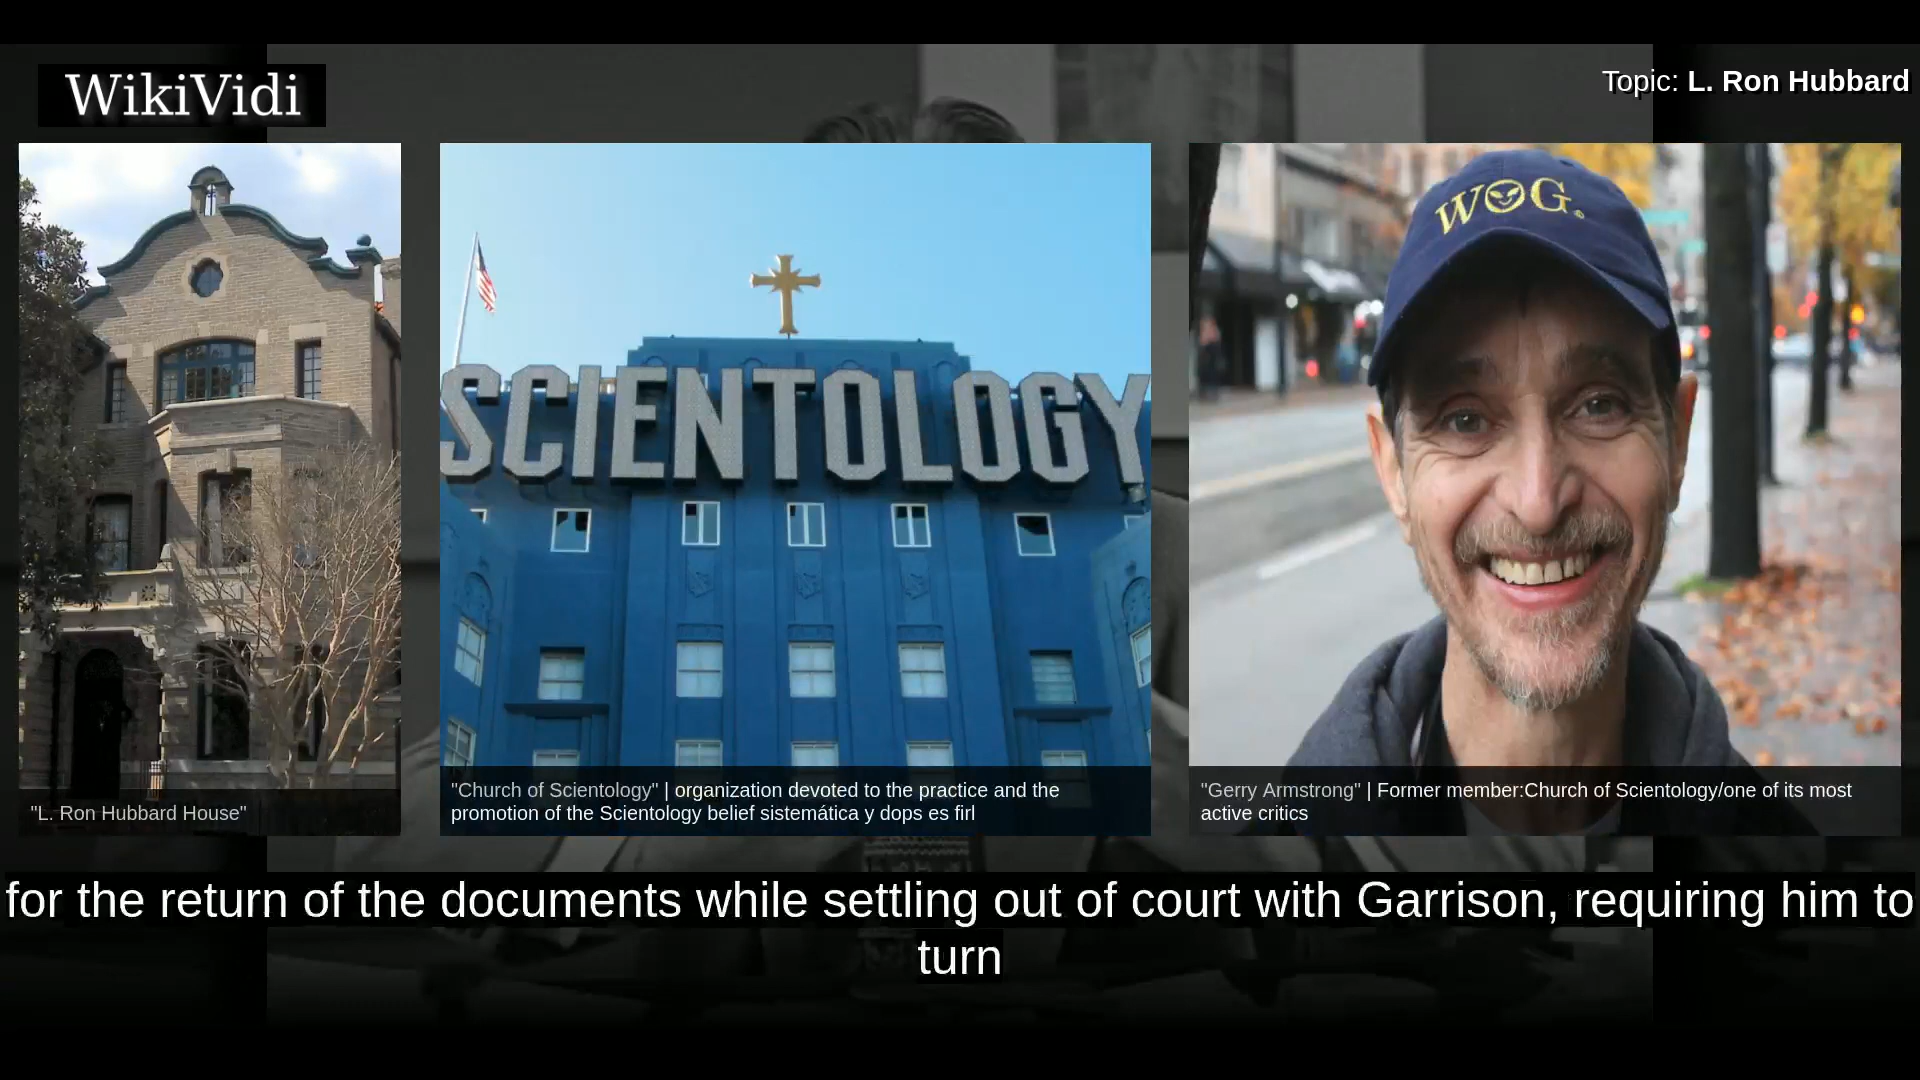 WikiVidi
Topic: L. Ron Hubbard
SCIENTOLOGY
WOG.
"L. Ron Hubbard House"
"Church of Scientology" | organization devoted to the practice and the
promotion of the Scientology belief sistemática y dops es firl
"Gerry Armstrong" | Former member:Church of Scientology/one of its most
active critics
for the return of the documents while settling out of court with Garrison, requiring him to
turn